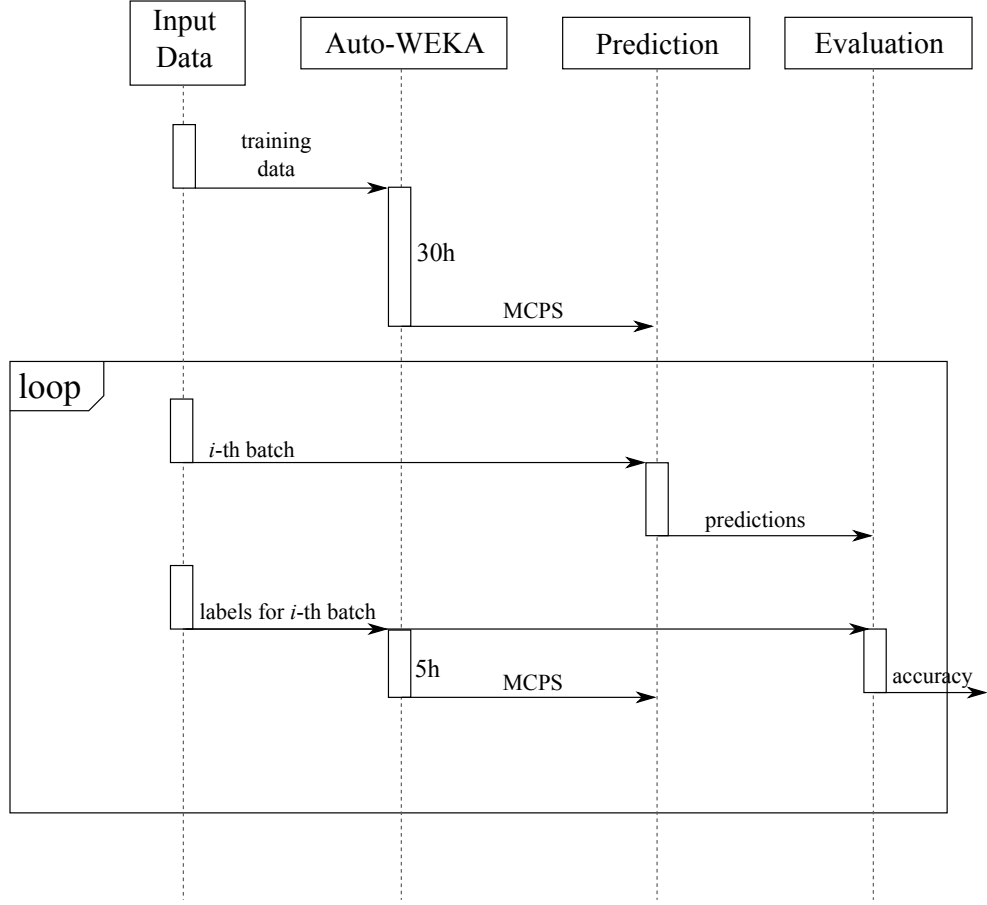 Input
Data
Auto-WEKA
Prediction
Evaluation
training
data
30h
MCPS
loop
i-th batch
predictions
labels for i-th batch
5h
MCPS
accuracy